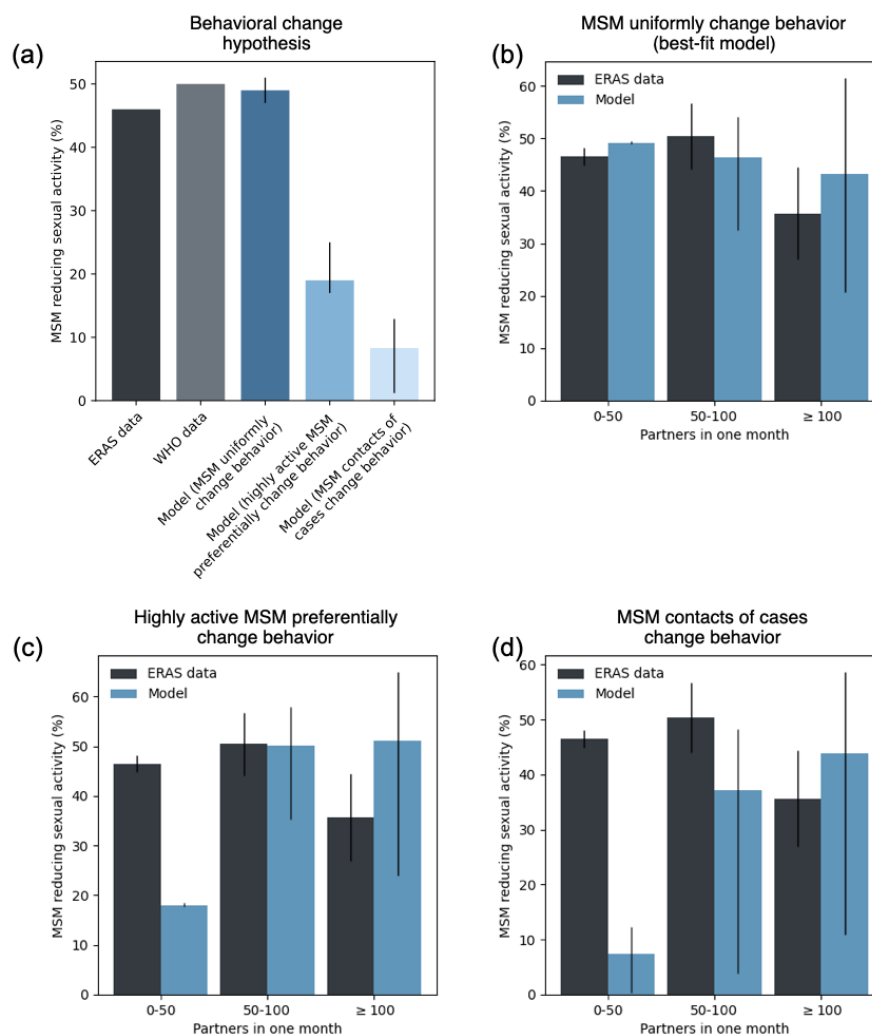 Behavioral change
hypothesis
(a)
MSM reducing sexual activity (%)
50
40
30
20
10
0
ERAS data
WHO data
Model (MSM uniformly
change behavior)
Model (highly active MSM
preferentially change behavior)
Model (MSM contacts of
cases change behavior)
MSM uniformly change behavior
(best-fit model)
(b)
ERAS data
Model
MSM reducing sexual activity (%)
60
50
40
30
20
10
0
0-50
50-100
≥ 100
Partners in one month
Highly active MSM preferentially
change behavior
(c)
ERAS data
Model
MSM reducing sexual activity (%)
60
50
40
30
20
10
0
0-50
50-100
≥ 100
Partners in one month
MSM contacts of cases
change behavior
(d)
ERAS data
Model
MSM reducing sexual activity (%)
60
50
40
30
20
10
0
0-50
50-100
≥ 100
Partners in one month